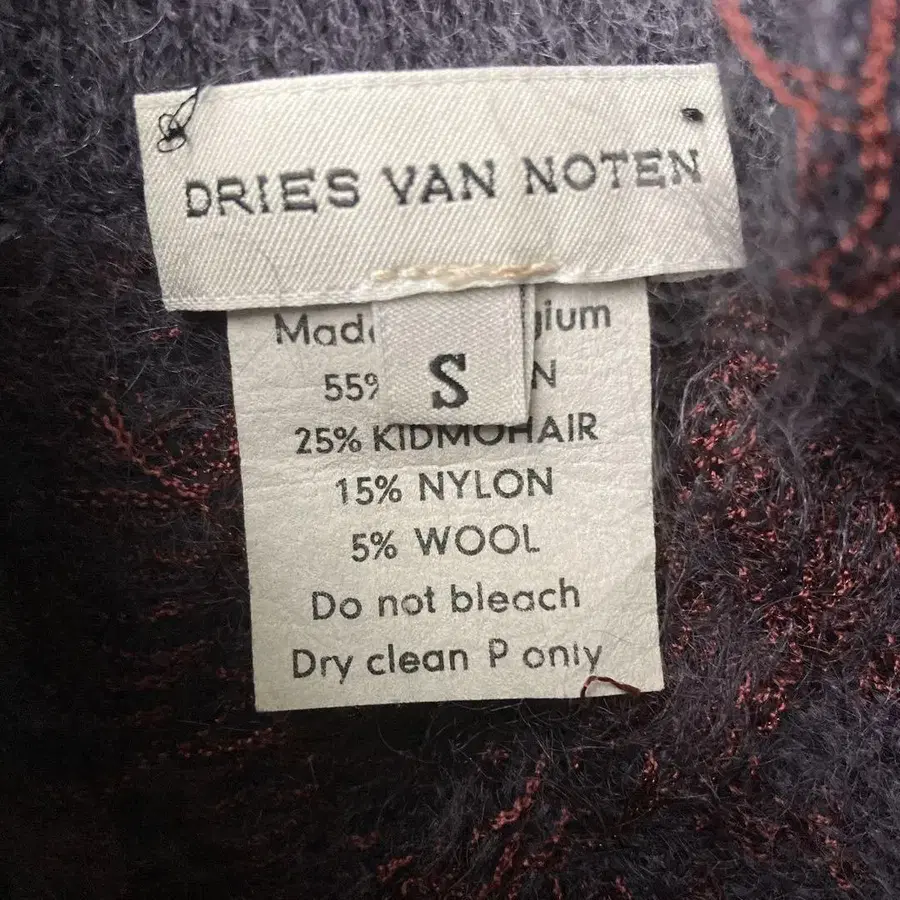 DRIES VAN NOTEN
S
Mad gium
55% N
25% KIDMOHAIR
15% NYLON
5% WOOL
Do not bleach
Dry clean P only